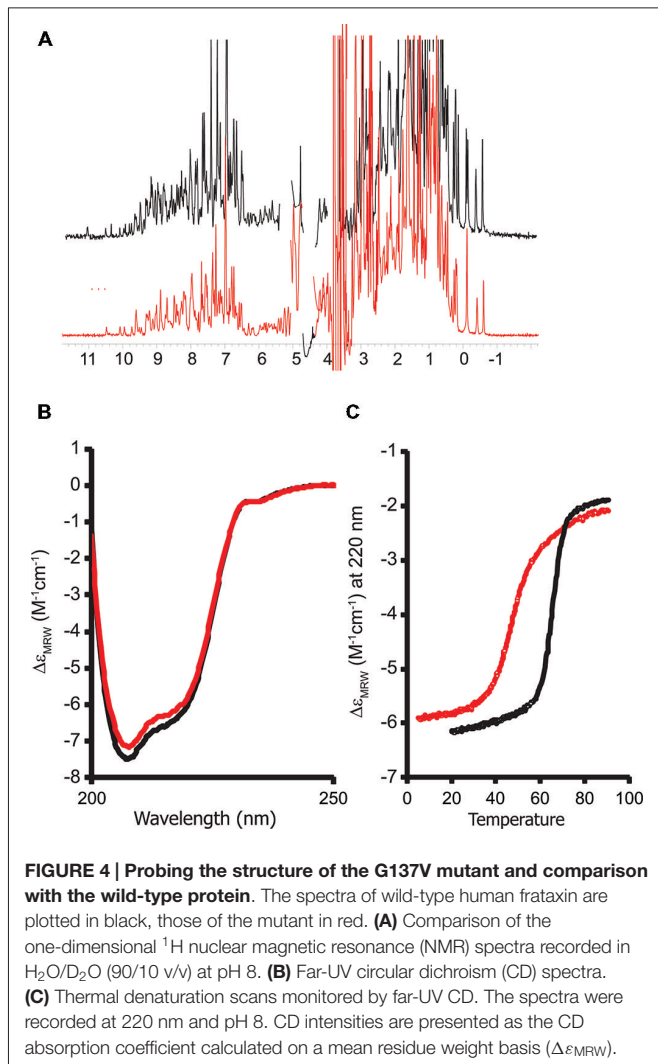 A
11 10 9 8 7 6 5 4 3 2 1 0 -1
B
C
1
0
-1
-2
-3
-4
-5
-6
-7
-8
ΔεMRW (M⁻¹cm⁻¹)
200 250
Wavelength (nm)
-1
-2
-3
-4
-5
-6
-7
ΔεMRW (M⁻¹cm⁻¹) at 220 nm
0 20 40 60 80 100
Temperature
FIGURE 4 | Probing the structure of the G137V mutant and comparison
with the wild-type protein. The spectra of wild-type human frataxin are
plotted in black, those of the mutant in red. (A) Comparison of the
one-dimensional ¹H nuclear magnetic resonance (NMR) spectra recorded in
H₂O/D₂O (90/10 v/v) at pH 8. (B) Far-UV circular dichroism (CD) spectra.
(C) Thermal denaturation scans monitored by far-UV CD. The spectra were
recorded at 220 nm and pH 8. CD intensities are presented as the CD
absorption coefficient calculated on a mean residue weight basis (ΔεMRW).